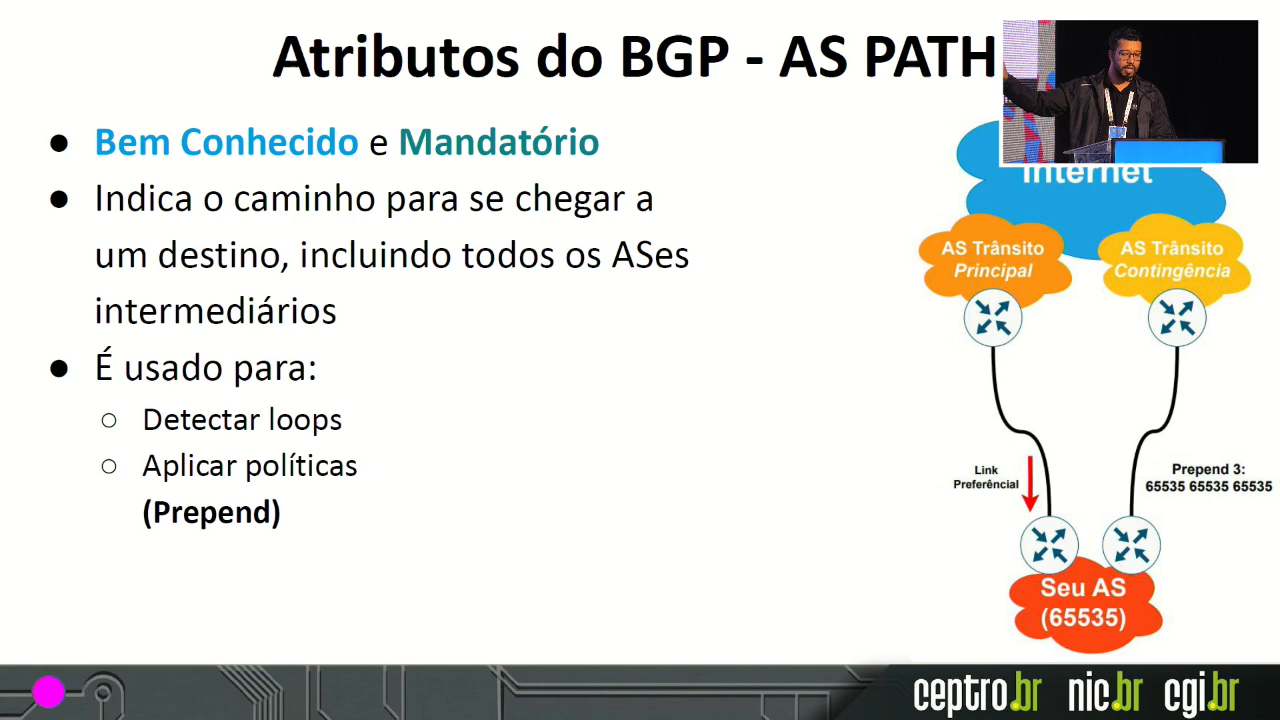 Atributos do BGP - AS PATH
● Bem Conhecido e Mandatório
● Indica o caminho para se chegar a
um destino, incluindo todos os ASes
intermediários
● É usado para:
○ Detectar loops
○ Aplicar políticas
(Prepend)
Internet
AS Trânsito
Principal
AS Trânsito
Contingência
Link
Preferêncial
Prepend 3:
65535 65535 65535
Seu AS
(65535)
ceptro.br nic.br cgi.br